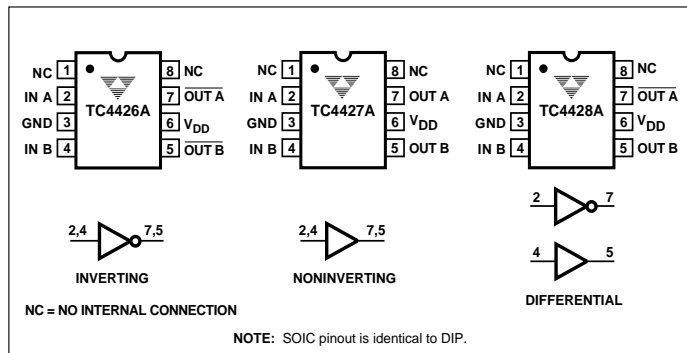 NC 1 8 NC
IN A 2 7 OUT A
GND 3 6 VDD
IN B 4 5 OUT B
TC4426A
2,4 7,5
INVERTING
NC = NO INTERNAL CONNECTION
NC 1 8 NC
IN A 2 7 OUT A
GND 3 6 VDD
IN B 4 5 OUT B
TC4427A
2,4 7,5
NONINVERTING
NC 1 8 NC
IN A 2 7 OUT A
GND 3 6 VDD
IN B 4 5 OUT B
TC4428A
2 7
4 5
DIFFERENTIAL
NOTE: SOIC pinout is identical to DIP.